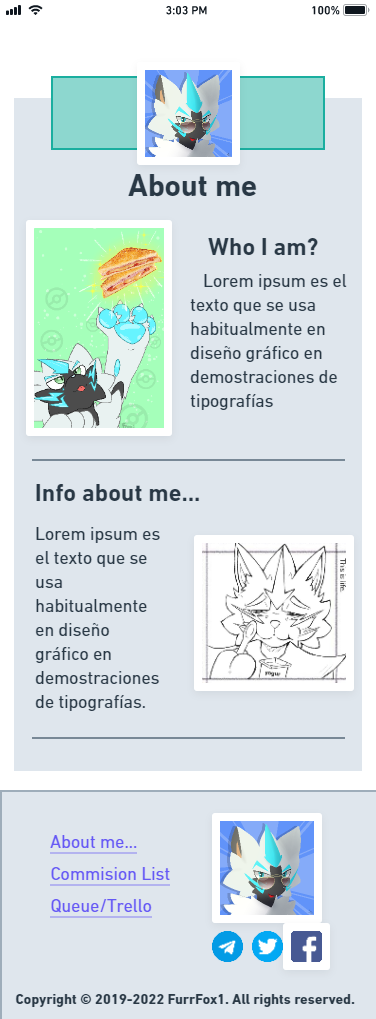 3:03 PM
100%
About me
Who I am?
Lorem ipsum es el
texto que se usa
habitualmente en
diseño gráfico en
demostraciones de
tipografías
Info about me...
Lorem ipsum es
el texto que se
usa
habitualmente
en diseño
gráfico en
demostraciones
de tipografías.
This is life.
About me...
Commision List
Queue/Trello
Copyright © 2019-2022 FurrFox1. All rights reserved.